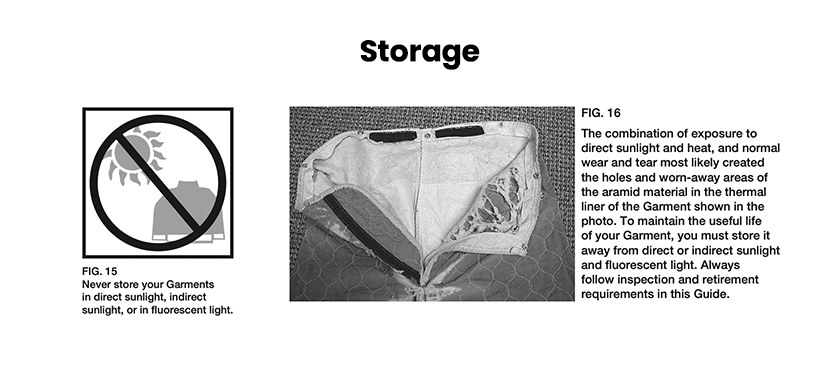 Storage
FIG. 15
Never store your Garments
in direct sunlight, indirect
sunlight, or in fluorescent light.
FIG. 16
The combination of exposure to
direct sunlight and heat, and normal
wear and tear most likely created
the holes and worn-away areas of
the aramid material in the thermal
liner of the Garment shown in the
photo. To maintain the useful life
of your Garment, you must store it
away from direct or indirect sunlight
and fluorescent light. Always
follow inspection and retirement
requirements in this Guide.